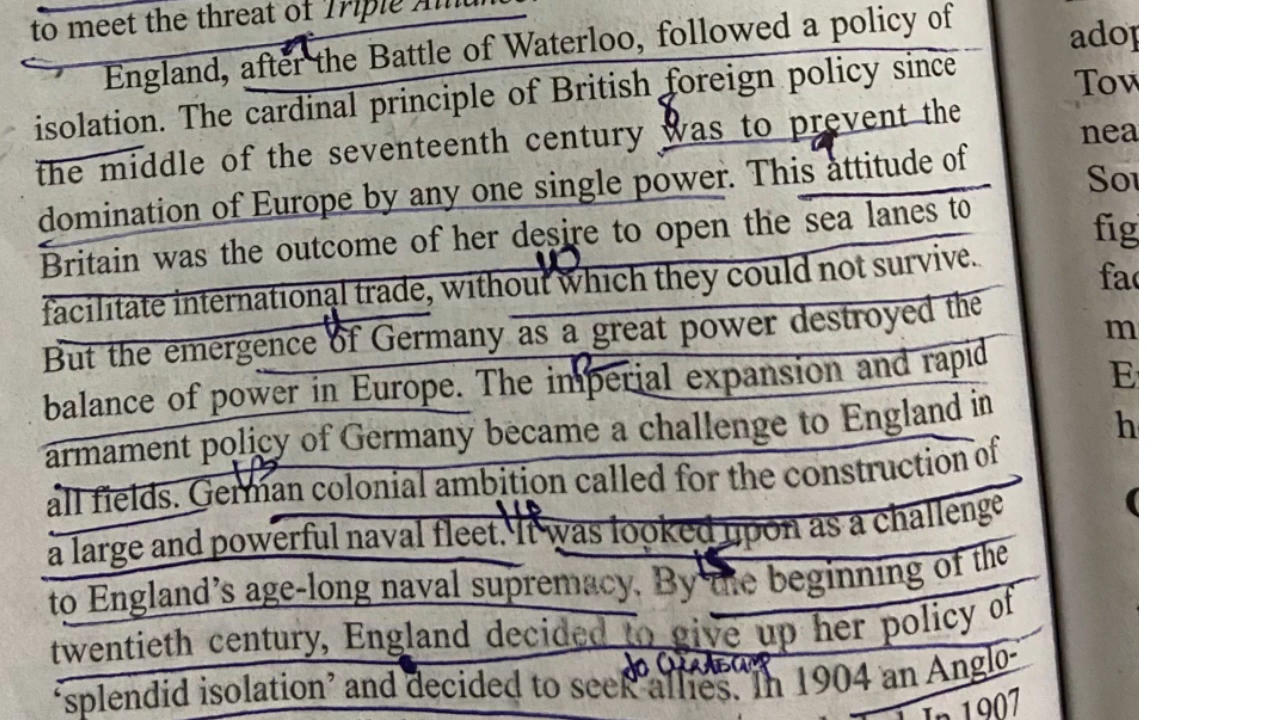 to meet the threat of Triple Alliance.
England, after the Battle of Waterloo, followed a policy of
isolation. The cardinal principle of British foreign policy since
the middle of the seventeenth century was to prevent the
domination of Europe by any one single power. This attitude of
Britain was the outcome of her desire to open the sea lanes to
facilitate international trade, without which they could not survive.
But the emergence of Germany as a great power destroyed the
balance of power in Europe. The imperial expansion and rapid
armament policy of Germany became a challenge to England in
all fields. German colonial ambition called for the construction of
a large and powerful naval fleet. It was looked upon as a challenge
to England's age-long naval supremacy. By the beginning of the
twentieth century, England decided to give up her policy of
'splendid isolation' and decided to seek allies. In 1904 an Anglo-
In 1907
adop
Tow
nea
Sou
fig
fac
m
E
h